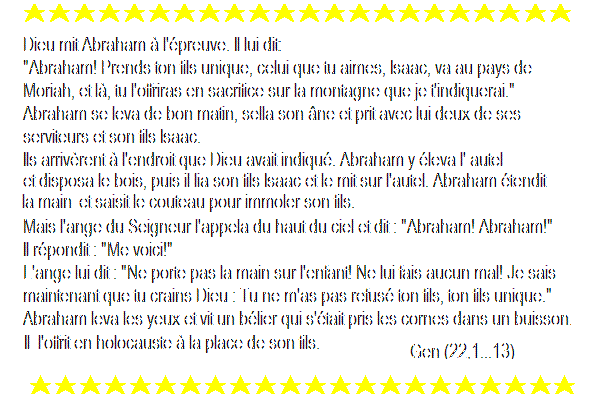 Dieu mit Abraham à l'épreuve. Il lui dit:
"Abraham! Prends ton fils unique, celui que tu aimes, Isaac, va au pays de
Moriah, et là, tu l'offriras en sacrifice sur la montagne que je t'indiquerai."
Abraham se leva de bon matin, sella son âne et prit avec lui deux de ses
serviteurs et son fils Isaac.
Ils arrivèrent à l'endroit que Dieu avait indiqué. Abraham y éleva l' autel
et disposa le bois, puis il lia son fils Isaac et le mit sur l'autel. Abraham étendit
la main et saisit le couteau pour immoler son fils.
Mais l'ange du Seigneur l'appela du haut du ciel et dit : "Abraham! Abraham!"
Il répondit : "Me voici!"
L'ange lui dit : "Ne porte pas la main sur l'enfant! Ne lui fais aucun mal! Je sais
maintenant que tu crains Dieu : Tu ne m'as pas refusé ton fils, ton fils unique."
Abraham leva les yeux et vit un bélier qui s'était pris les cornes dans un buisson.
Il l'offrit en holocauste à la place de son fils.
Gen (22,1...13)